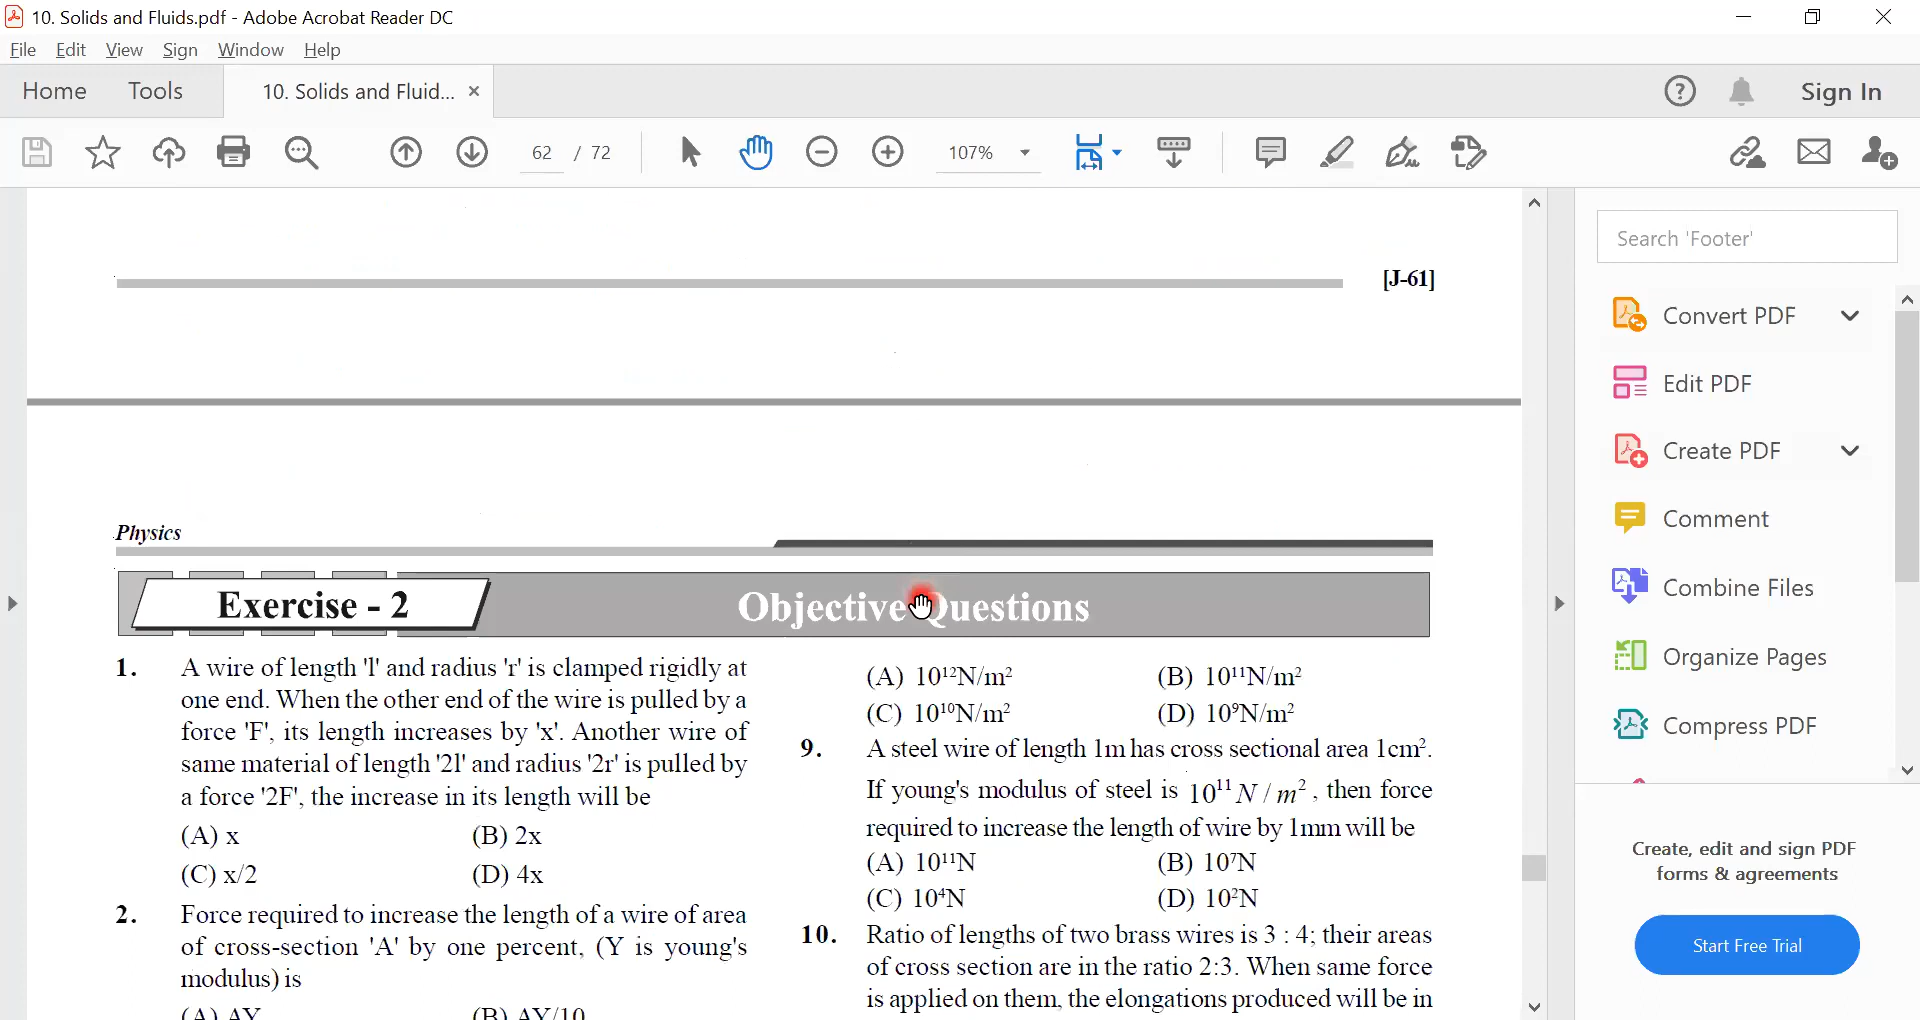 10. Solids and Fluids.pdf - Adobe Acrobat Reader DC
File Edit View Sign Window Help
Home Tools 10. Solids and Fluid... × Sign In
62 / 72 107%
Search 'Footer'
[J-61]
Convert PDF
Edit PDF
Create PDF
Comment
Combine Files
Organize Pages
Compress PDF
Create, edit and sign PDF
forms & agreements
Start Free Trial
Physics
Exercise - 2 Objective Questions
1. A wire of length 'l' and radius 'r' is clamped rigidly at
one end. When the other end of the wire is pulled by a
force 'F', its length increases by 'x'. Another wire of
same material of length '2l' and radius '2r' is pulled by
a force '2F', the increase in its length will be
(A) x (B) 2x
(C) x/2 (D) 4x
2. Force required to increase the length of a wire of area
of cross-section 'A' by one percent, (Y is young's
modulus) is
(A) AY (B) AY/10
(A) 10¹²N/m² (B) 10¹¹N/m²
(C) 10¹⁰N/m² (D) 10⁹N/m²
9. A steel wire of length 1m has cross sectional area 1cm².
If young's modulus of steel is 10¹¹ N / m², then force
required to increase the length of wire by 1mm will be
(A) 10¹¹N (B) 10⁷N
(C) 10⁴N (D) 10²N
10. Ratio of lengths of two brass wires is 3 : 4; their areas
of cross section are in the ratio 2:3. When same force
is applied on them, the elongations produced will be in